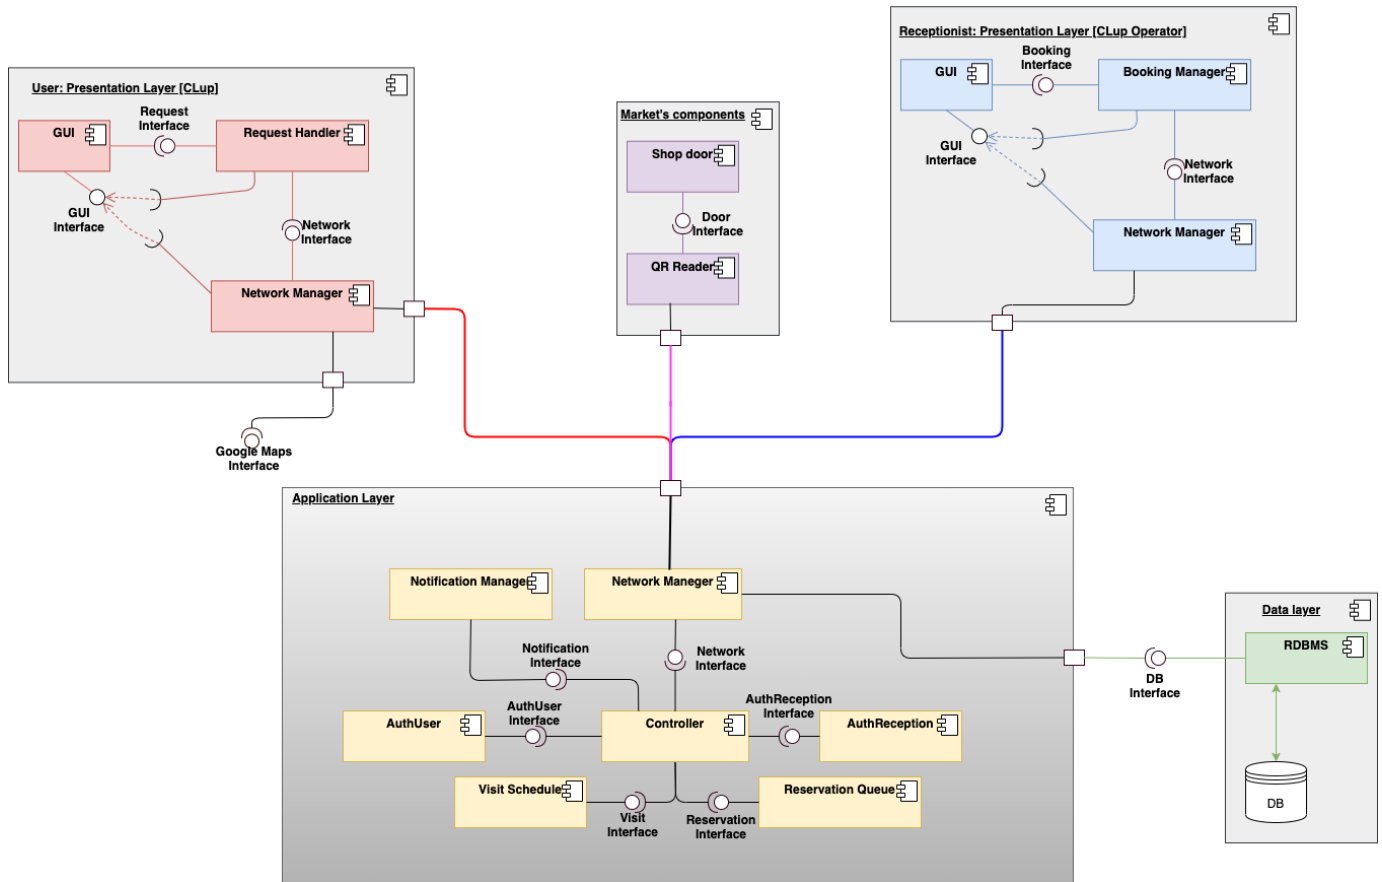 User: Presentation Layer [CLup]
GUI
Request
Interface
Request Handler
GUI
Interface
Network
Interface
Network Manager
Google Maps
Interface
Market's components
Shop door
Door
Interface
QR Reader
Receptionist: Presentation Layer [CLup Operator]
GUI
Booking
Interface
Booking Manager
GUI
Interface
Network
Interface
Network Manager
Application Layer
Notification Manager
Network Maneger
Notification
Interface
Network
Interface
AuthUser
AuthUser
Interface
Controller
AuthReception
Interface
AuthReception
Visit Schedule
Visit
Interface
Reservation
Interface
Reservation Queue
DB
Interface
Data layer
RDBMS
DB